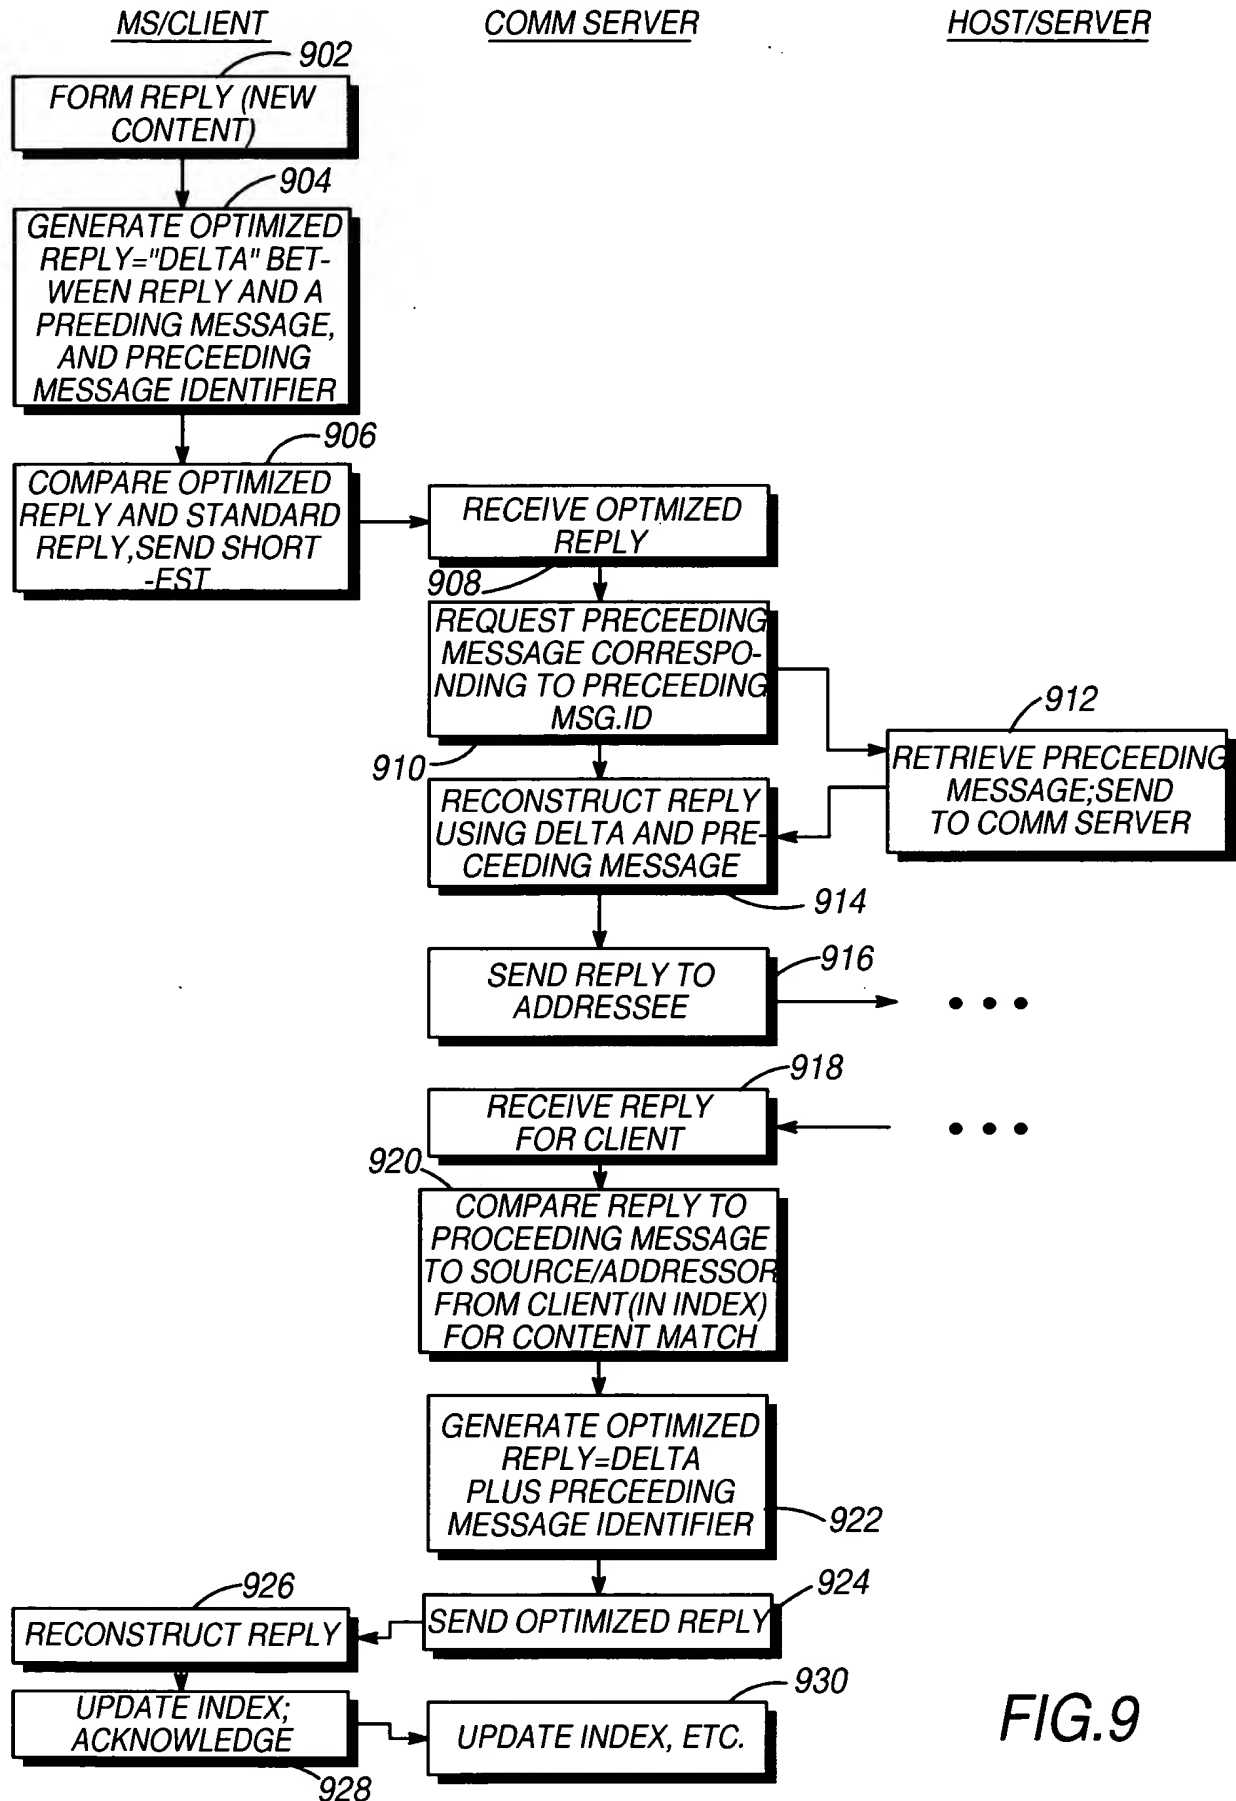 MS/CLIENT
COMM SERVER
HOST/SERVER
902
FORM REPLY (NEW
CONTENT)
904
GENERATE OPTIMIZED
REPLY="DELTA" BET-
WEEN REPLY AND A
PREEDING MESSAGE,
AND PRECEEDING
MESSAGE IDENTIFIER
906
COMPARE OPTIMIZED
REPLY AND STANDARD
REPLY,SEND SHORT
-EST
RECEIVE OPTMIZED
REPLY
908
REQUEST PRECEEDING
MESSAGE CORRESPO-
NDING TO PRECEEDING
MSG.ID
910
912
RETRIEVE PRECEEDING
MESSAGE;SEND
TO COMM SERVER
RECONSTRUCT REPLY
USING DELTA AND PRE-
CEEDING MESSAGE
914
916
SEND REPLY TO
ADDRESSEE
918
RECEIVE REPLY
FOR CLIENT
920
COMPARE REPLY TO
PROCEEDING MESSAGE
TO SOURCE/ADDRESSOR
FROM CLIENT(IN INDEX)
FOR CONTENT MATCH
GENERATE OPTIMIZED
REPLY=DELTA
PLUS PRECEEDING
MESSAGE IDENTIFIER
922
924
SEND OPTIMIZED REPLY
926
RECONSTRUCT REPLY
UPDATE INDEX;
ACKNOWLEDGE
928
930
UPDATE INDEX, ETC.
FIG.9